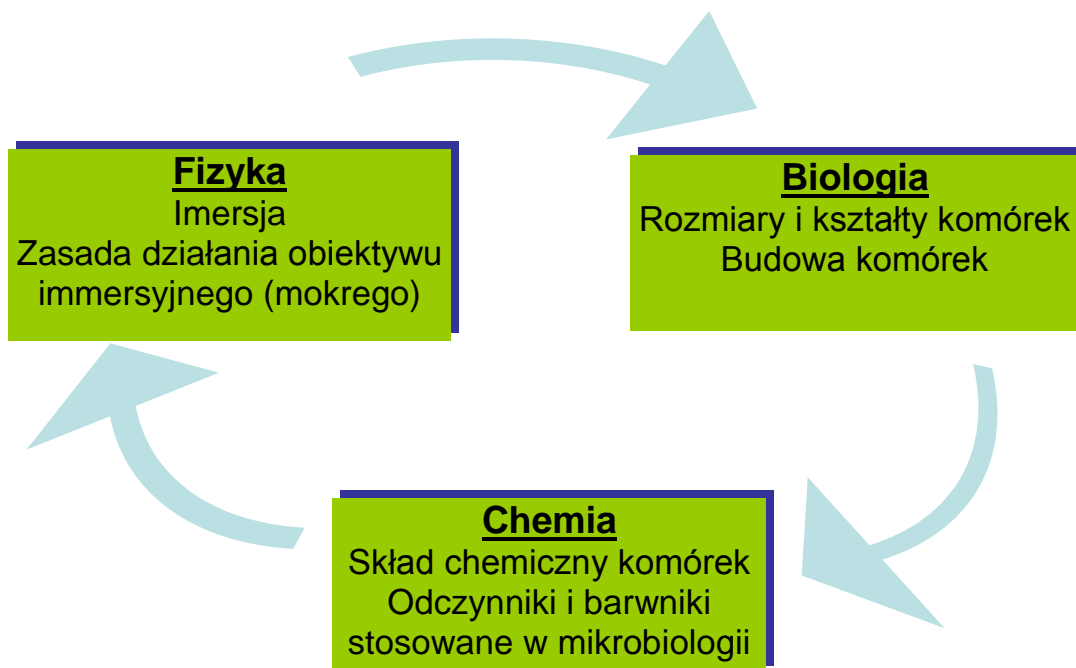 Fizyka
Imersja
Zasada działania obiektywu
immersyjnego (mokrego)
Biologia
Rozmiary i kształty komórek
Budowa komórek
Chemia
Skład chemiczny komórek
Odczynniki i barwniki
stosowane w mikrobiologii